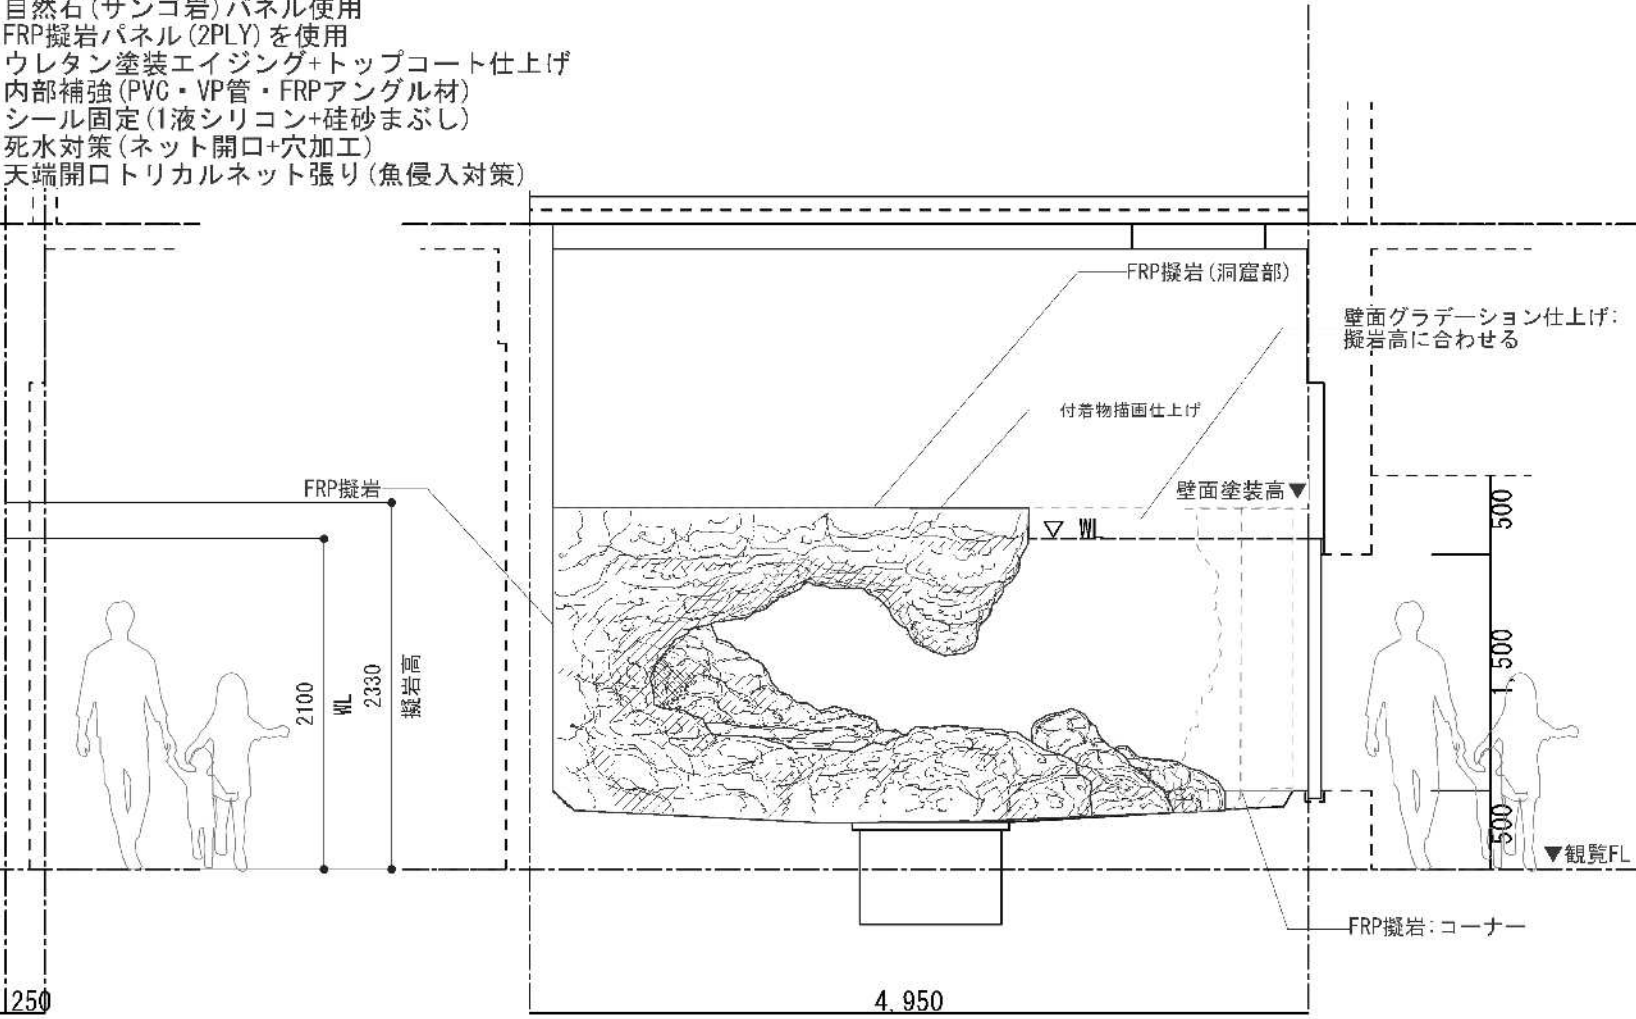 自然石(サンゴ岩)パネル使用
FRP擬岩パネル(2PLY)を使用
ウレタン塗装エイジング+トップコート仕上げ
内部補強(PVC・VP管・FRPアングル材)
シール固定(1液シリコン+硅砂まぶし)
死水対策(ネット開口+穴加工)
天端開口トリカルネット張り(魚侵入対策)
FRP擬岩(洞窟部)
壁面グラデーション仕上げ:
擬岩高に合わせる
付着物描画仕上げ
FRP擬岩
壁面塗装高▼
▽ WL
500
1,500
500
2100
WL
2330
擬岩高
▼観覧FL
FRP擬岩:コーナー
250
4,950